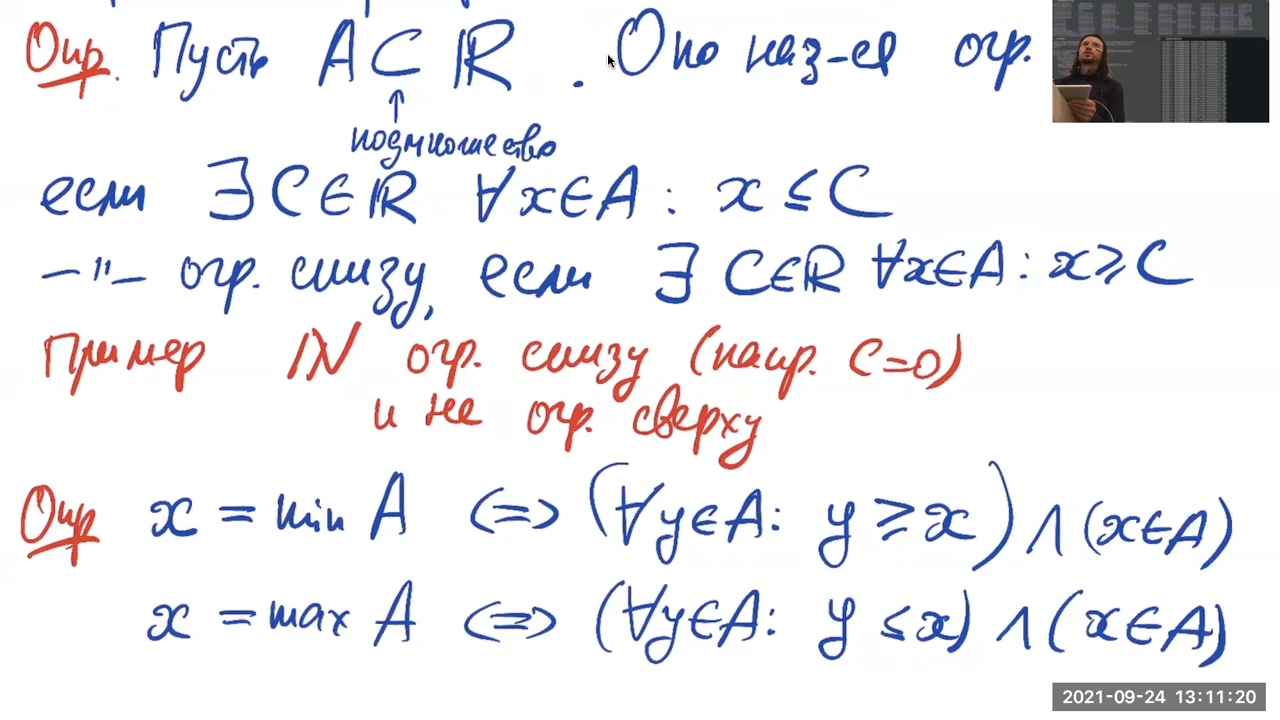 Опр. Пусть A ⊂ ℝ. Оно наз-ся огр.
↑
подмножество
если ∃ C∈ℝ ∀x∈A : x ≤ C
—"— огр. снизу, если ∃ C∈ℝ ∀x∈A : x ≥ C
Пример ℕ огр. снизу (напр. C=0)
и не огр. сверху
Опр x = min A <=> (∀y∈A: y ≥ x) ∧ (x∈A)
x = max A <=> (∀y∈A: y ≤ x) ∧ (x∈A)
2021-09-24 13:11:20